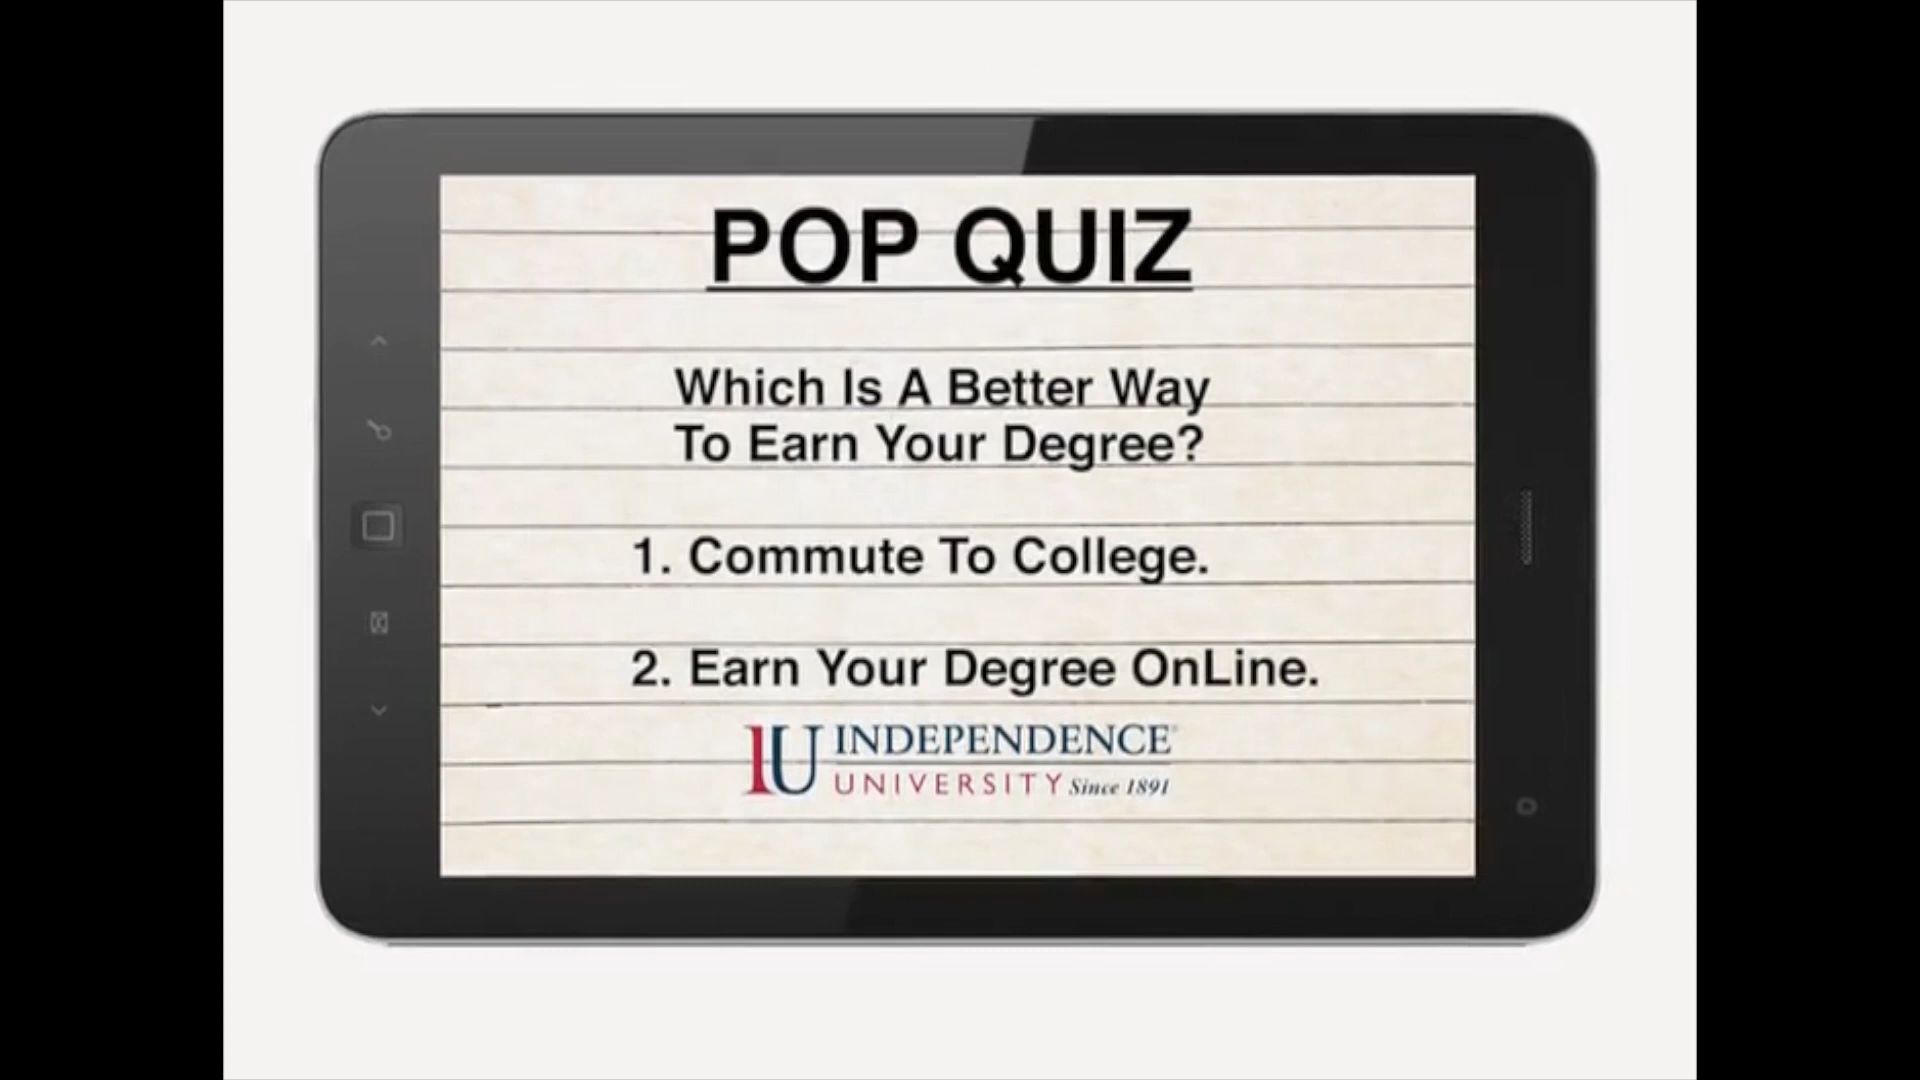 POP QUIZ
Which Is A Better Way
To Earn Your Degree?
1. Commute To College.
2. Earn Your Degree OnLine.
IU INDEPENDENCE
UNIVERSITY Since 1891